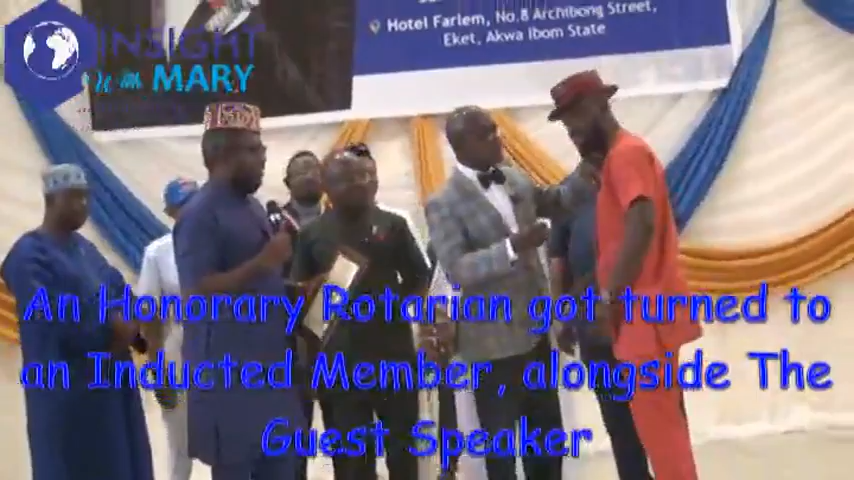 INSIGHT
With MARY
Hotel Farlem, No.8 Archibong Street,
Eket, Akwa Ibom State
An Honorary Rotarian got turned to
an Inducted Member, alongside The
Guest Speaker